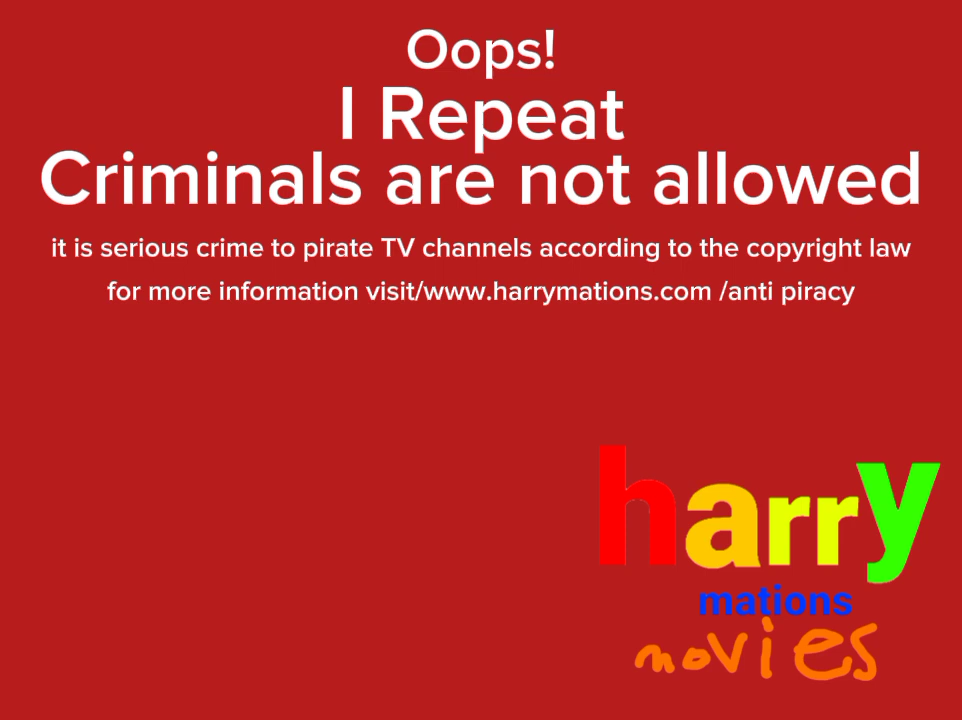 Oops!
I Repeat
Criminals are not allowed
it is serious crime to pirate TV channels according to the copyright law
for more information visit/www.harrymations.com /anti piracy
harry
mations
movies